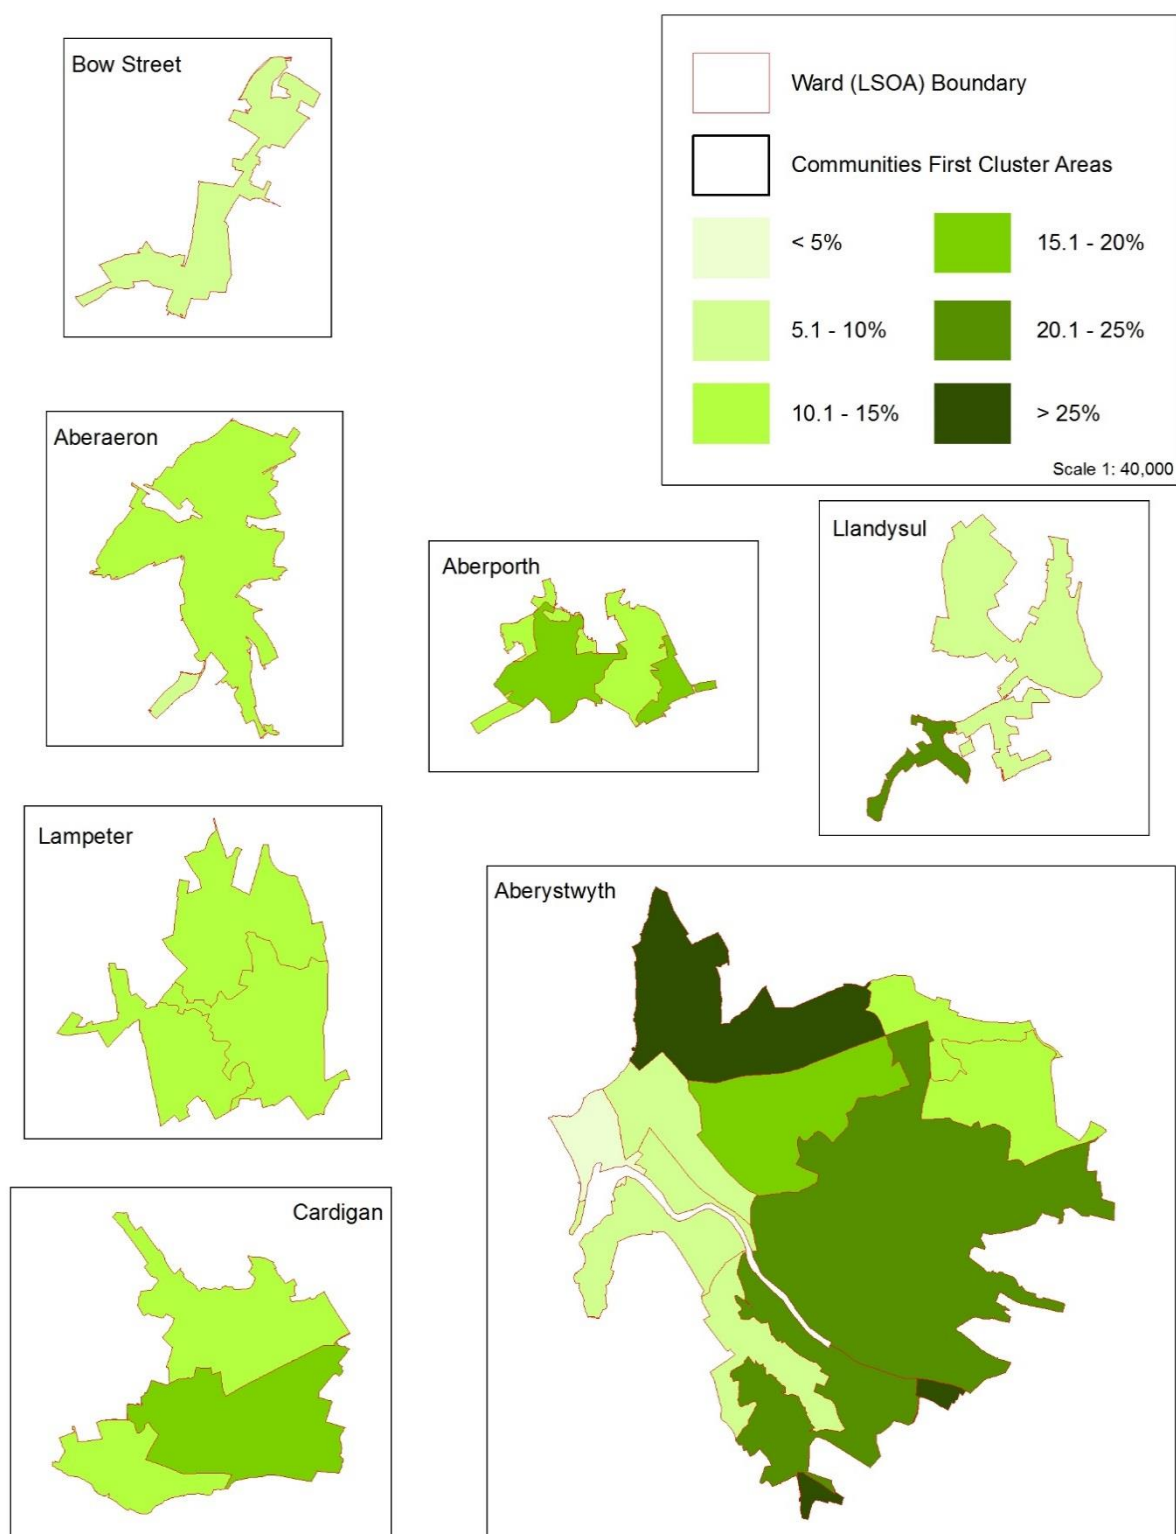 Bow Street
Ward (LSOA) Boundary
Communities First Cluster Areas
< 5%
15.1 - 20%
5.1 - 10%
20.1 - 25%
10.1 - 15%
> 25%
Scale 1: 40,000
Aberaeron
Aberporth
Llandysul
Lampeter
Aberystwyth
Cardigan